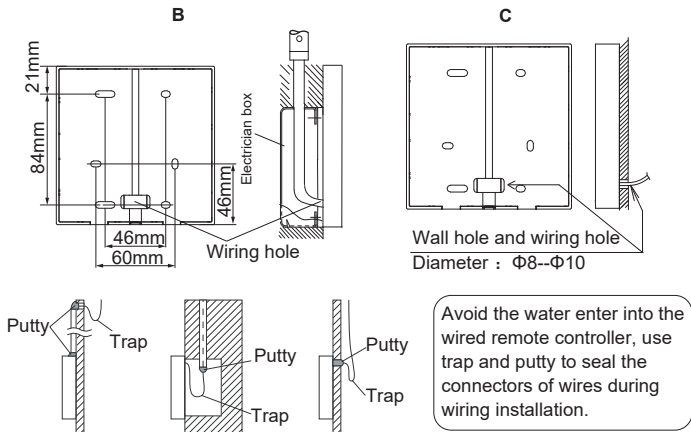 B
C
21mm
84mm
46mm
46mm
60mm
Electrician box
Wiring hole
Wall hole and wiring hole
Diameter : Φ8--Φ10
Putty
Trap
Putty
Trap
Putty
Trap
Avoid the water enter into the
wired remote controller, use
trap and putty to seal the
connectors of wires during
wiring installation.